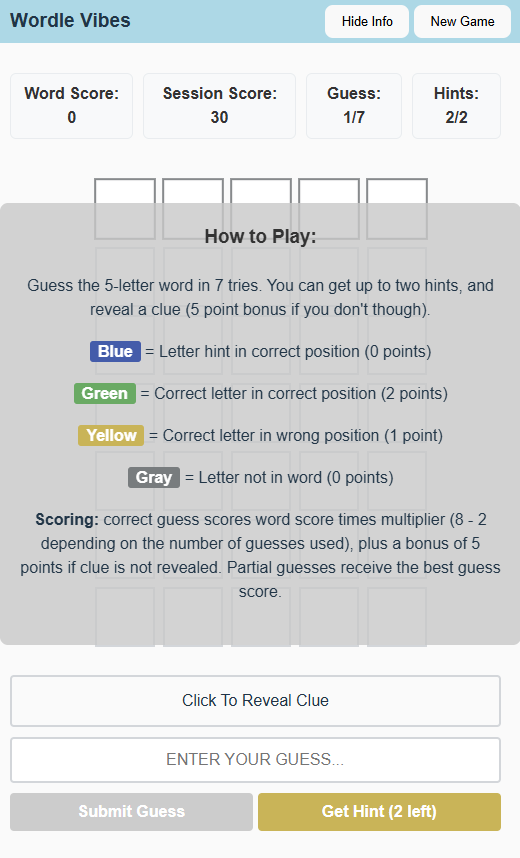 Wordle Vibes
Hide Info
New Game
Word Score:
0
Session Score:
30
Guess:
1/7
Hints:
2/2
How to Play:
Guess the 5-letter word in 7 tries. You can get up to two hints, and
reveal a clue (5 point bonus if you don't though).
Blue = Letter hint in correct position (0 points)
Green = Correct letter in correct position (2 points)
Yellow = Correct letter in wrong position (1 point)
Gray = Letter not in word (0 points)
Scoring: correct guess scores word score times multiplier (8 - 2
depending on the number of guesses used), plus a bonus of 5
points if clue is not revealed. Partial guesses receive the best guess
score.
Click To Reveal Clue
ENTER YOUR GUESS...
Submit Guess
Get Hint (2 left)